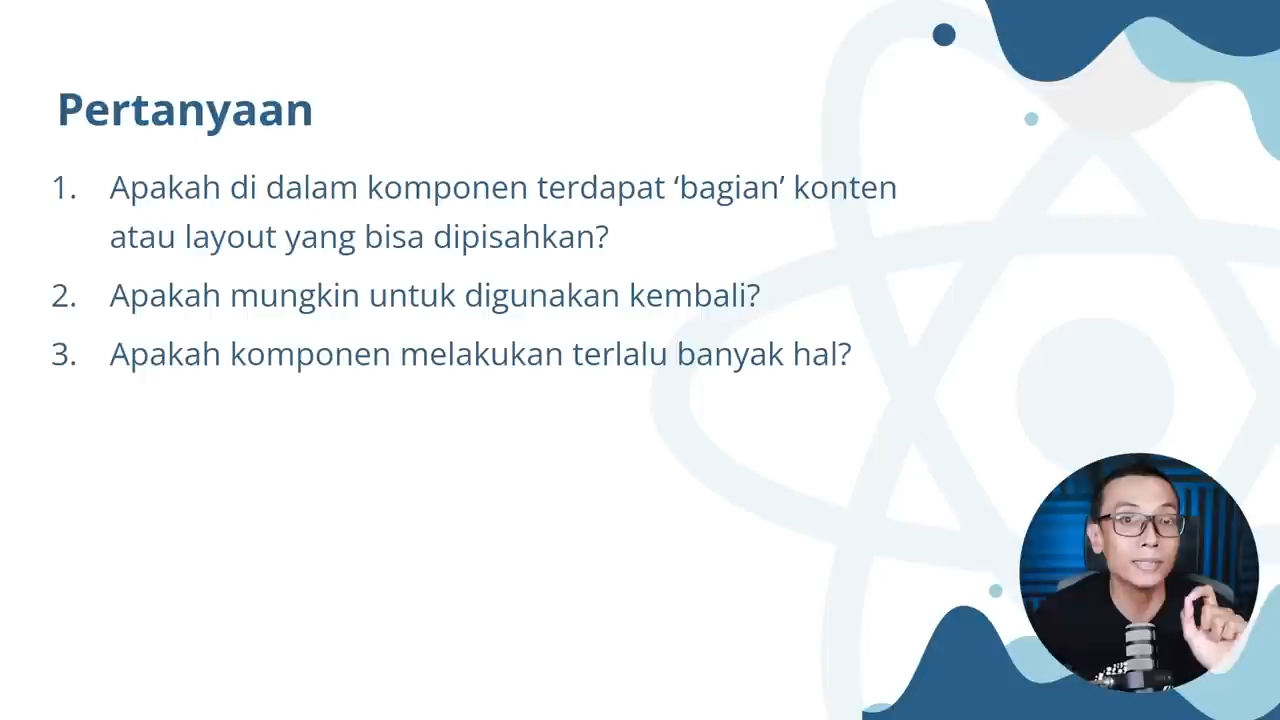 Pertanyaan
1. Apakah di dalam komponen terdapat ‘bagian’ konten
atau layout yang bisa dipisahkan?
2. Apakah mungkin untuk digunakan kembali?
3. Apakah komponen melakukan terlalu banyak hal?